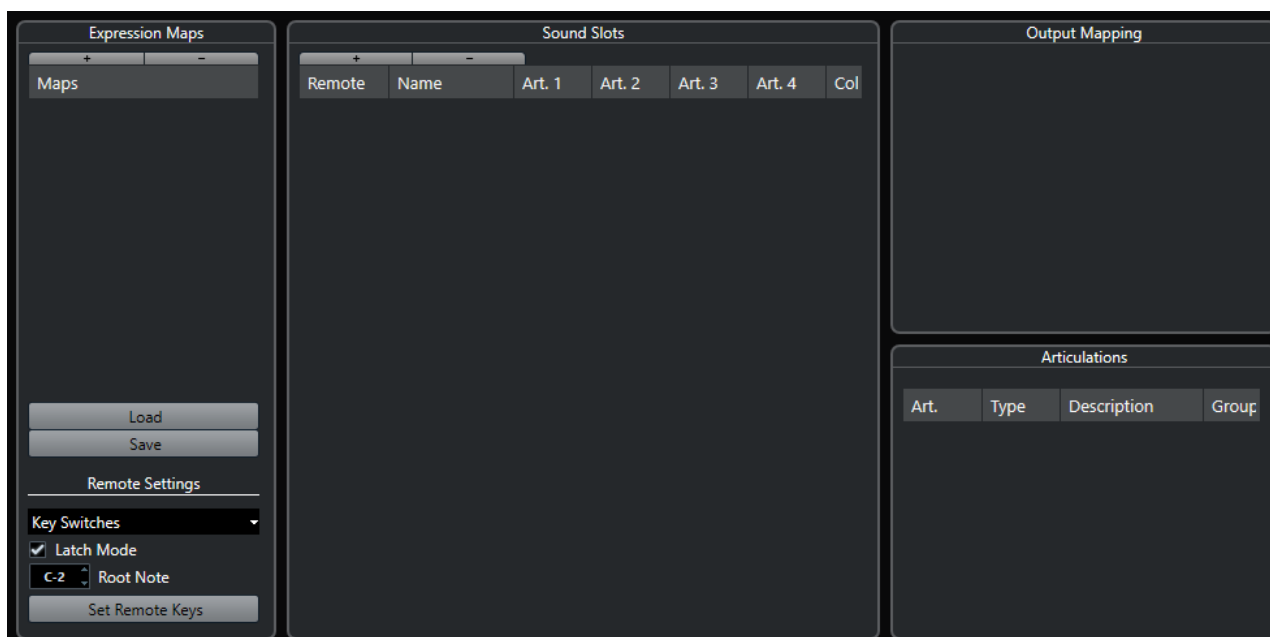 Expression Maps
+ -
Maps
Load
Save
Remote Settings
Key Switches
Latch Mode
C-2 Root Note
Set Remote Keys
Sound Slots
+ -
Remote Name Art. 1 Art. 2 Art. 3 Art. 4 Col
Output Mapping
Articulations
Art. Type Description Group